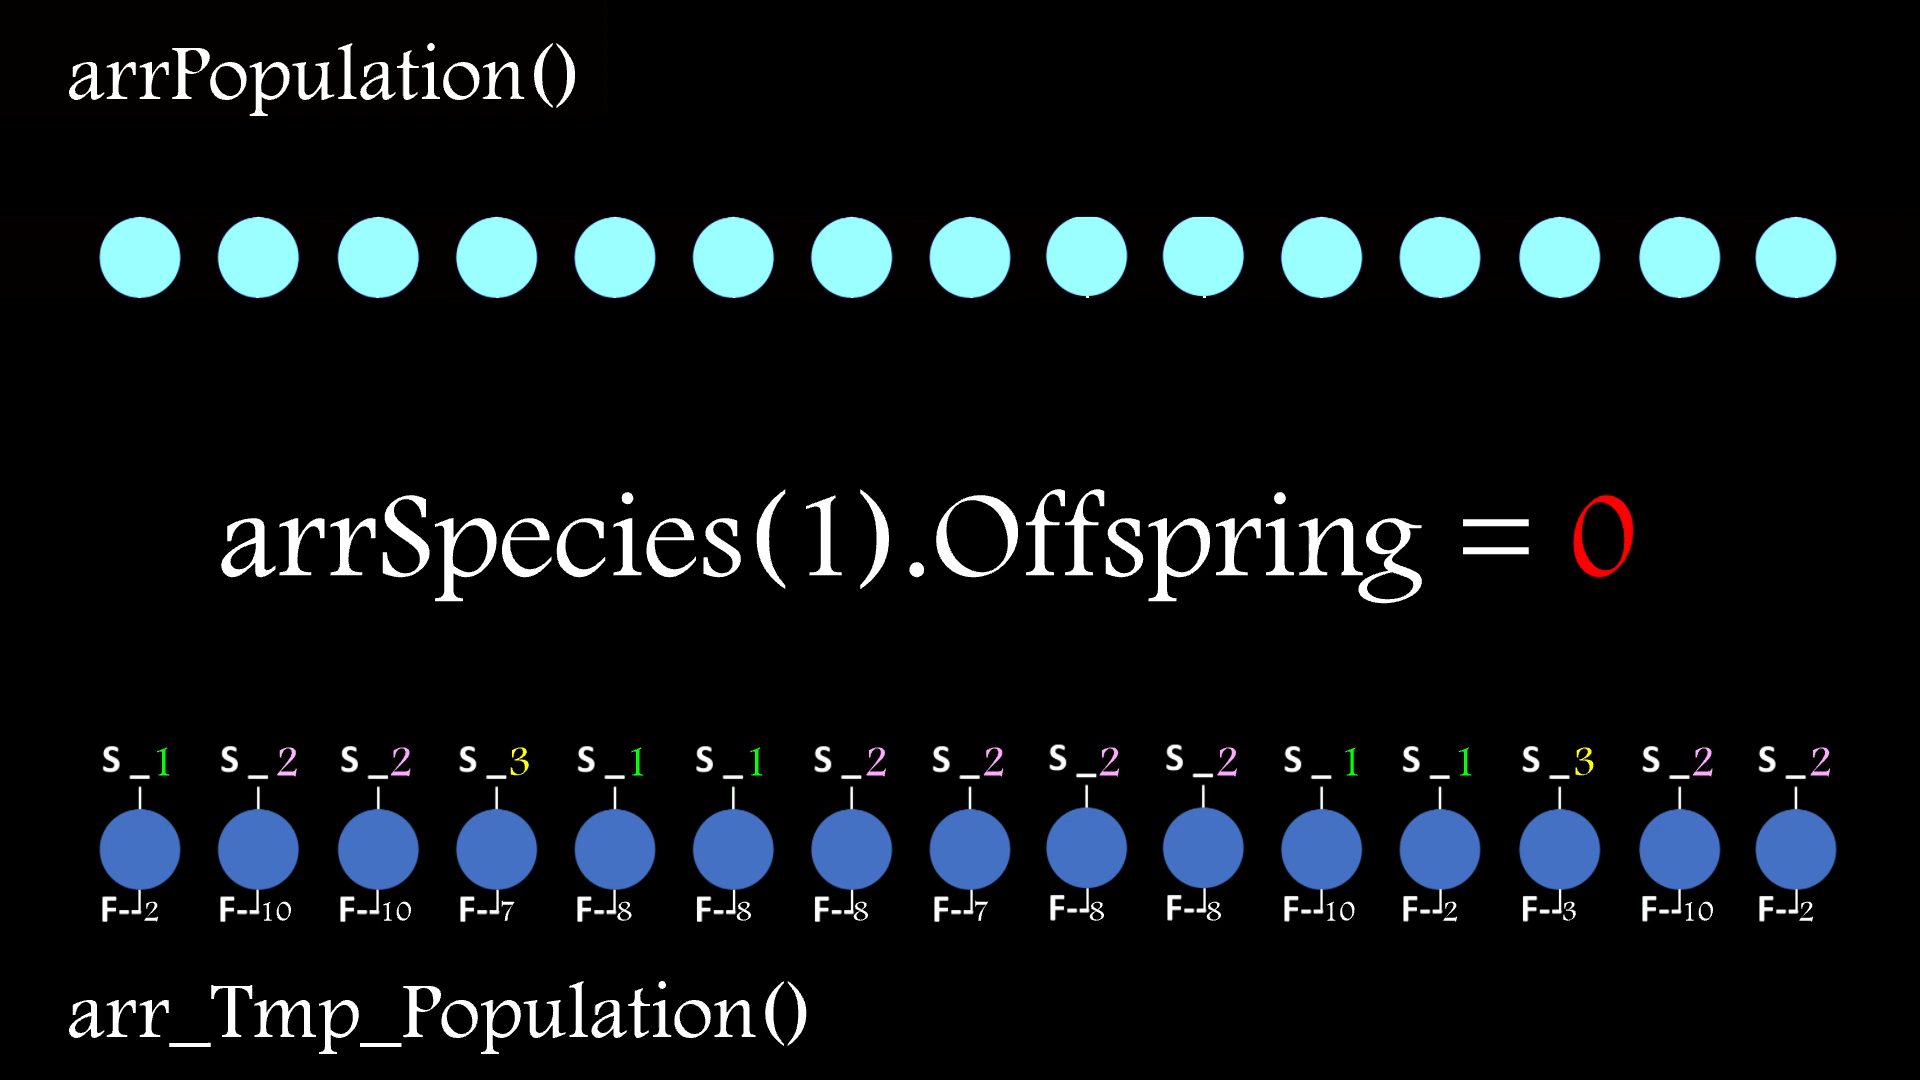 arrPopulation()
arrSpecies(1).Offspring = 0
S_1 S_2 S_2 S_3 S_1 S_1 S_2 S_2 S_2 S_2 S_1 S_1 S_3 S_2 S_2
F--2 F--10 F--10 F--7 F--8 F--8 F--8 F--7 F--8 F--8 F--10 F--2 F--3 F--10 F--2
arr_Tmp_Population()